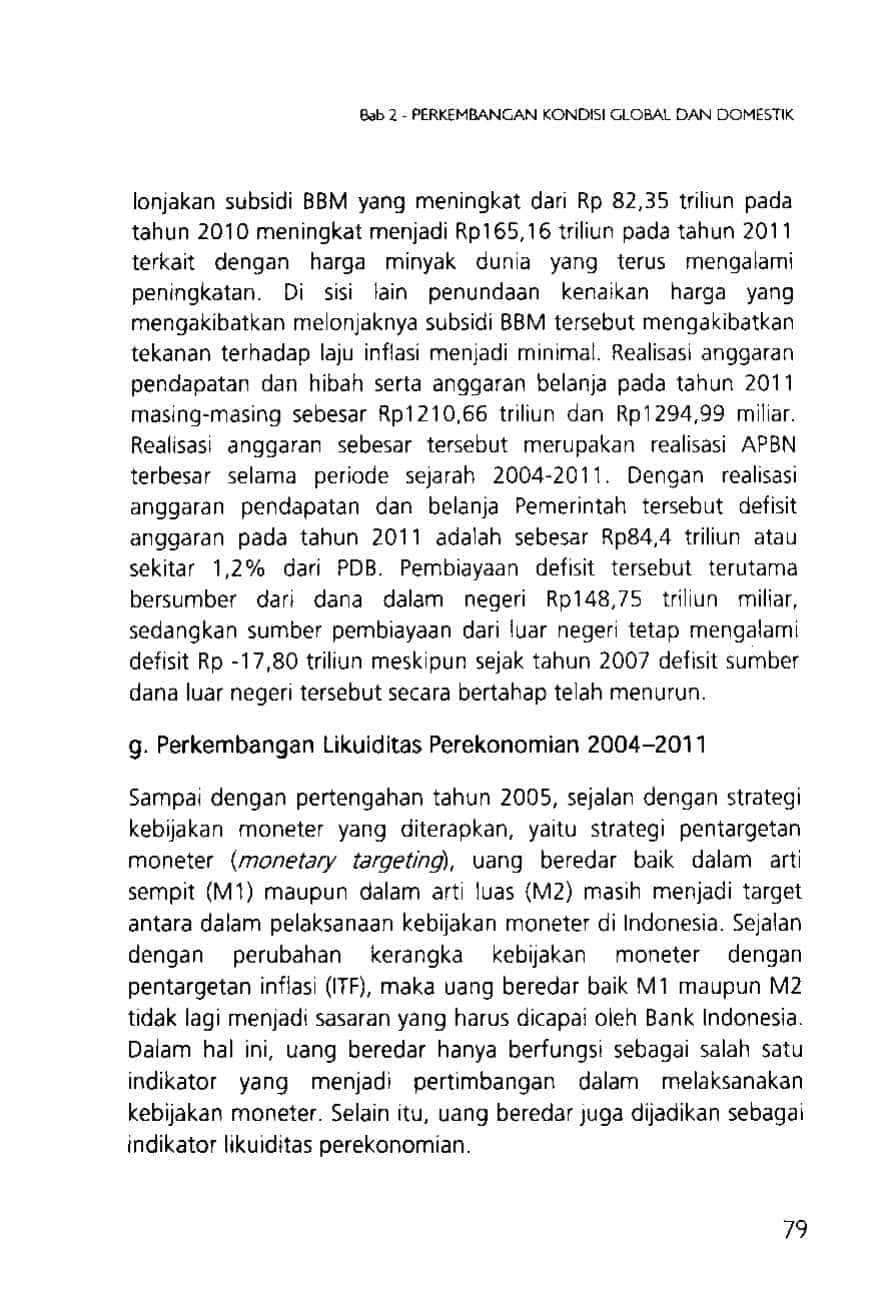 Bab 2 - PERKEMBANGAN KONDISI GLOBAL DAN DOMESTIK
lonjakan subsidi BBM yang meningkat dari Rp 82,35 triliun pada
tahun 2010 meningkat menjadi Rp165,16 triliun pada tahun 2011
terkait dengan harga minyak dunia yang terus mengalami
peningkatan. Di sisi lain penundaan kenaikan harga yang
mengakibatkan melonjaknya subsidi BBM tersebut mengakibatkan
tekanan terhadap laju inflasi menjadi minimal. Realisasi anggaran
pendapatan dan hibah serta anggaran belanja pada tahun 2011
masing-masing sebesar Rp1210,66 triliun dan Rp1294,99 miliar.
Realisasi anggaran sebesar tersebut merupakan realisasi APBN
terbesar selama periode sejarah 2004-2011. Dengan realisasi
anggaran pendapatan dan belanja Pemerintah tersebut defisit
anggaran pada tahun 2011 adalah sebesar Rp84,4 triliun atau
sekitar 1,2% dari PDB. Pembiayaan defisit tersebut terutama
bersumber dari dana dalam negeri Rp148,75 triliun miliar,
sedangkan sumber pembiayaan dari luar negeri tetap mengalami
defisit Rp -17,80 triliun meskipun sejak tahun 2007 defisit sumber
dana luar negeri tersebut secara bertahap telah menurun.
g. Perkembangan Likuiditas Perekonomian 2004–2011
Sampai dengan pertengahan tahun 2005, sejalan dengan strategi
kebijakan moneter yang diterapkan, yaitu strategi pentargetan
moneter (monetary targeting), uang beredar baik dalam arti
sempit (M1) maupun dalam arti luas (M2) masih menjadi target
antara dalam pelaksanaan kebijakan moneter di Indonesia. Sejalan
dengan perubahan kerangka kebijakan moneter dengan
pentargetan inflasi (ITF), maka uang beredar baik M1 maupun M2
tidak lagi menjadi sasaran yang harus dicapai oleh Bank Indonesia.
Dalam hal ini, uang beredar hanya berfungsi sebagai salah satu
indikator yang menjadi pertimbangan dalam melaksanakan
kebijakan moneter. Selain itu, uang beredar juga dijadikan sebagai
indikator likuiditas perekonomian.
79